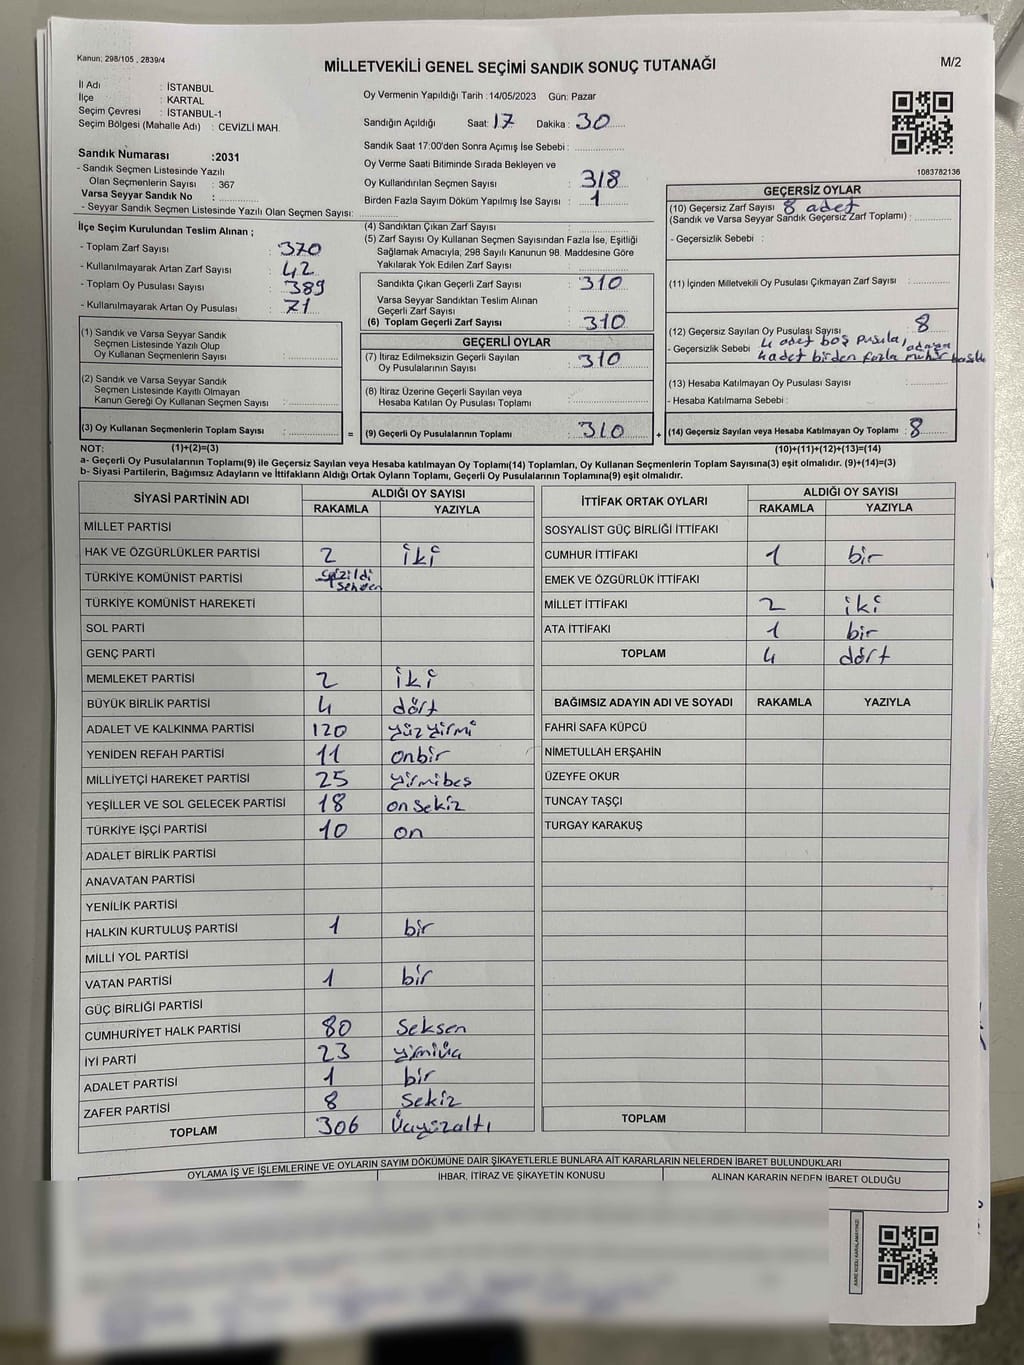 Kanun: 298/105 , 2839/4
MİLLETVEKİLİ GENEL SEÇİMİ SANDIK SONUÇ TUTANAĞI
M/2
İl Adı : İSTANBUL
İlçe : KARTAL
Seçim Çevresi : İSTANBUL-1
Seçim Bölgesi (Mahalle Adı) : CEVİZLİ MAH.
Oy Vermenin Yapıldığı Tarih :14/05/2023 Gün: Pazar
Sandığın Açıldığı Saat: 17 Dakika : 30
Sandık Saat 17:00'den Sonra Açımış İse Sebebi :
Oy Verme Saati Bitiminde Sırada Bekleyen ve
Oy Kullandırılan Seçmen Sayısı : 318
Birden Fazla Sayım Döküm Yapılmış İse Sayısı : 1
1083782136
Sandık Numarası :2031
- Sandık Seçmen Listesinde Yazılı
Olan Seçmenlerin Sayısı : 367
Varsa Seyyar Sandık No :
- Seyyar Sandık Seçmen Listesinde Yazılı Olan Seçmen Sayısı:
İlçe Seçim Kurulundan Teslim Alınan ;
- Toplam Zarf Sayısı : 370
- Kullanılmayarak Artan Zarf Sayısı : 42
- Toplam Oy Pusulası Sayısı : 389
- Kullanılmayarak Artan Oy Pusulası : 71
(1) Sandık ve Varsa Seyyar Sandık
Seçmen Listesinde Yazılı Olup
Oy Kullanan Seçmenlerin Sayısı :
(2) Sandık ve Varsa Seyyar Sandık
Seçmen Listesinde Kayıtlı Olmayan
Kanun Gereği Oy Kullanan Seçmen Sayısı :
(3) Oy Kullanan Seçmenlerin Toplam Sayısı :
(4) Sandıktan Çıkan Zarf Sayısı :
(5) Zarf Sayısı Oy Kullanan Seçmen Sayısından Fazla İse, Eşitliği
Sağlamak Amacıyla, 298 Sayılı Kanunun 98. Maddesine Göre
Yakılarak Yok Edilen Zarf Sayısı :
Sandıkta Çıkan Geçerli Zarf Sayısı : 310
Varsa Seyyar Sandıktan Teslim Alınan
Geçerli Zarf Sayısı :
(6) Toplam Geçerli Zarf Sayısı : 310
GEÇERLİ OYLAR
(7) İtiraz Edilmeksizin Geçerli Sayılan
Oy Pusulalarının Sayısı : 310
(8) İtiraz Üzerine Geçerli Sayılan veya
Hesaba Katılan Oy Pusulası Toplamı :
= (9) Geçerli Oy Pusulalarının Toplamı : 310 +
GEÇERSİZ OYLAR
(10) Geçersiz Zarf Sayısı 8 adet
(Sandık ve Varsa Seyyar Sandık Geçersiz Zarf Toplamı) :
- Geçersizlik Sebebi :
(11) İçinden Milletvekili Oy Pusulası Çıkmayan Zarf Sayısı :
(12) Geçersiz Sayılan Oy Pusulası Sayısı : 8
- Geçersizlik Sebebi 4 adet boş pusula,
4 adet birden fazla mühür
(13) Hesaba Katılmayan Oy Pusulası Sayısı :
- Hesaba Katılmama Sebebi :
(14) Geçersiz Sayılan veya Hesaba Katılmayan Oy Toplamı : 8
NOT: (1)+(2)=(3)
(10)+(11)+(12)+(13)=(14)
a- Geçerli Oy Pusulalarının Toplamı(9) ile Geçersiz Sayılan veya Hesaba katılmayan Oy Toplamı(14) Toplamları, Oy Kullanan Seçmenlerin Toplam Sayısına(3) eşit olmalıdır. (9)+(14)=(3)
b- Siyasi Partilerin, Bağımsız Adayların ve İttifakların Aldığı Ortak Oyların Toplamı, Geçerli Oy Pusulalarının Toplamına(9) eşit olmalıdır.
SİYASİ PARTİNİN ADI ALDIĞI OY SAYISI
RAKAMLA YAZIYLA
MİLLET PARTİSİ
HAK VE ÖZGÜRLÜKLER PARTİSİ 2 iki
TÜRKİYE KOMÜNİST PARTİSİ
TÜRKİYE KOMÜNİST HAREKETİ
SOL PARTİ
GENÇ PARTİ
MEMLEKET PARTİSİ 2 iki
BÜYÜK BİRLİK PARTİSİ 4 dört
ADALET VE KALKINMA PARTİSİ 120 yüzyirmi
YENİDEN REFAH PARTİSİ 11 onbir
MİLLİYETÇİ HAREKET PARTİSİ 25 yirmibeş
YEŞİLLER VE SOL GELECEK PARTİSİ 18 on sekiz
TÜRKİYE İŞÇİ PARTİSİ 10 on
ADALET BİRLİK PARTİSİ
ANAVATAN PARTİSİ
YENİLİK PARTİSİ
HALKIN KURTULUŞ PARTİSİ 1 bir
MİLLİ YOL PARTİSİ
VATAN PARTİSİ 1 bir
GÜÇ BİRLİĞİ PARTİSİ
CUMHURİYET HALK PARTİSİ 80 Seksen
İYİ PARTİ 23 yirmiüç
ADALET PARTİSİ 1 bir
ZAFER PARTİSİ 8 Sekiz
TOPLAM 306 Üçyüzaltı
İTTİFAK ORTAK OYLARI ALDIĞI OY SAYISI
RAKAMLA YAZIYLA
SOSYALİST GÜÇ BİRLİĞİ İTTİFAKI
CUMHUR İTTİFAKI 1 bir
EMEK VE ÖZGÜRLÜK İTTİFAKI
MİLLET İTTİFAKI 2 iki
ATA İTTİFAKI 1 bir
TOPLAM 4 dört
BAĞIMSIZ ADAYIN ADI VE SOYADI RAKAMLA YAZIYLA
FAHRİ SAFA KÜPCÜ
NİMETULLAH ERŞAHİN
ÜZEYFE OKUR
TUNCAY TAŞÇI
TURGAY KARAKUŞ
TOPLAM
OYLAMA İŞ VE İŞLEMLERİNE VE OYLARIN SAYIM DÖKÜMÜNE DAİR ŞİKAYETLERLE BUNLARA AİT KARARLARIN NELERDEN İBARET BULUNDUKLARI
İHBAR, İTİRAZ VE ŞİKAYETİN KONUSU
ALINAN KARARIN NEDEN İBARET OLDUĞU
KARE KODU KARALAMAYINIZ!